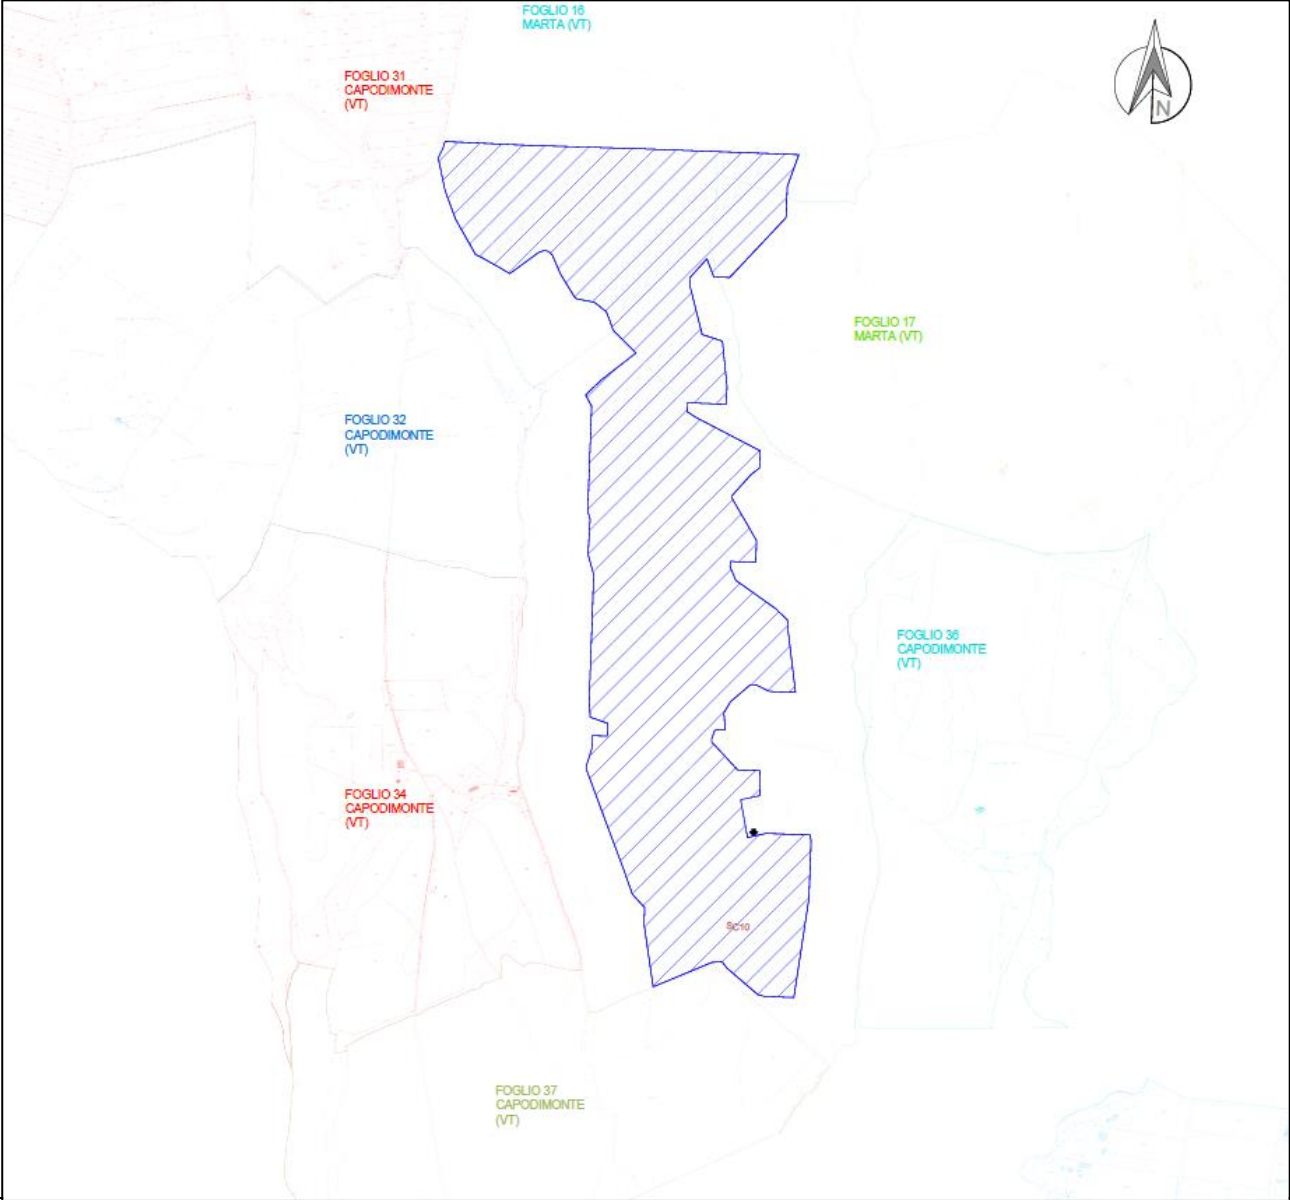 FOGLIO 16
MARTA (VT)
FOGLIO 31
CAPODIMONTE
(VT)
N
FOGLIO 17
MARTA (VT)
FOGLIO 32
CAPODIMONTE
(VT)
FOGLIO 36
CAPODIMONTE
(VT)
FOGLIO 34
CAPODIMONTE
(VT)
SC10
FOGLIO 37
CAPODIMONTE
(VT)